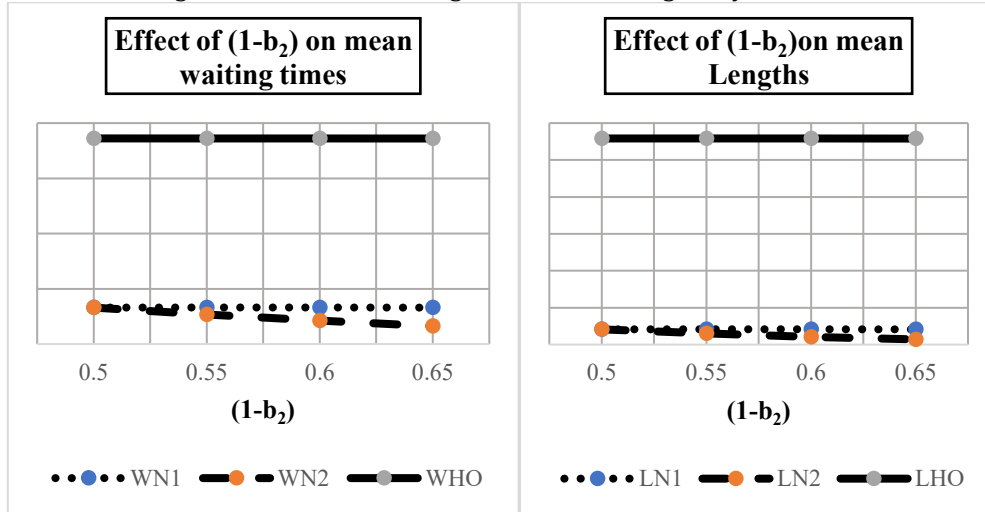 Effect of (1-b₂) on mean
waiting times
0.5 0.55 0.6 0.65
(1-b₂)
WN1 WN2 WHO
Effect of (1-b₂)on mean
Lengths
0.5 0.55 0.6 0.65
(1-b₂)
LN1 LN2 LHO